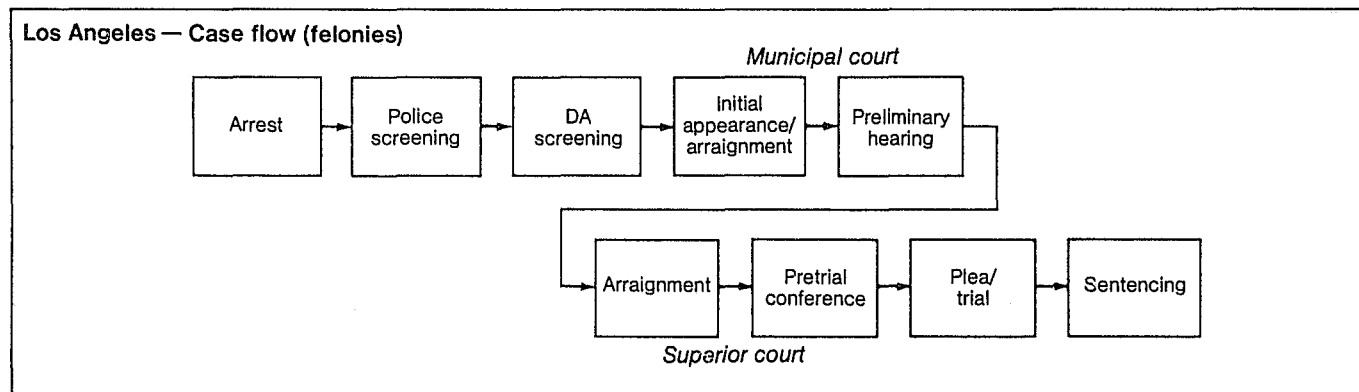 Los Angeles — Case flow (felonies)
Municipal court
Arrest
Police
screening
DA
screening
Initial
appearance/
arraignment
Preliminary
hearing
Arraignment
Pretrial
conference
Plea/
trial
Sentencing
Superior court